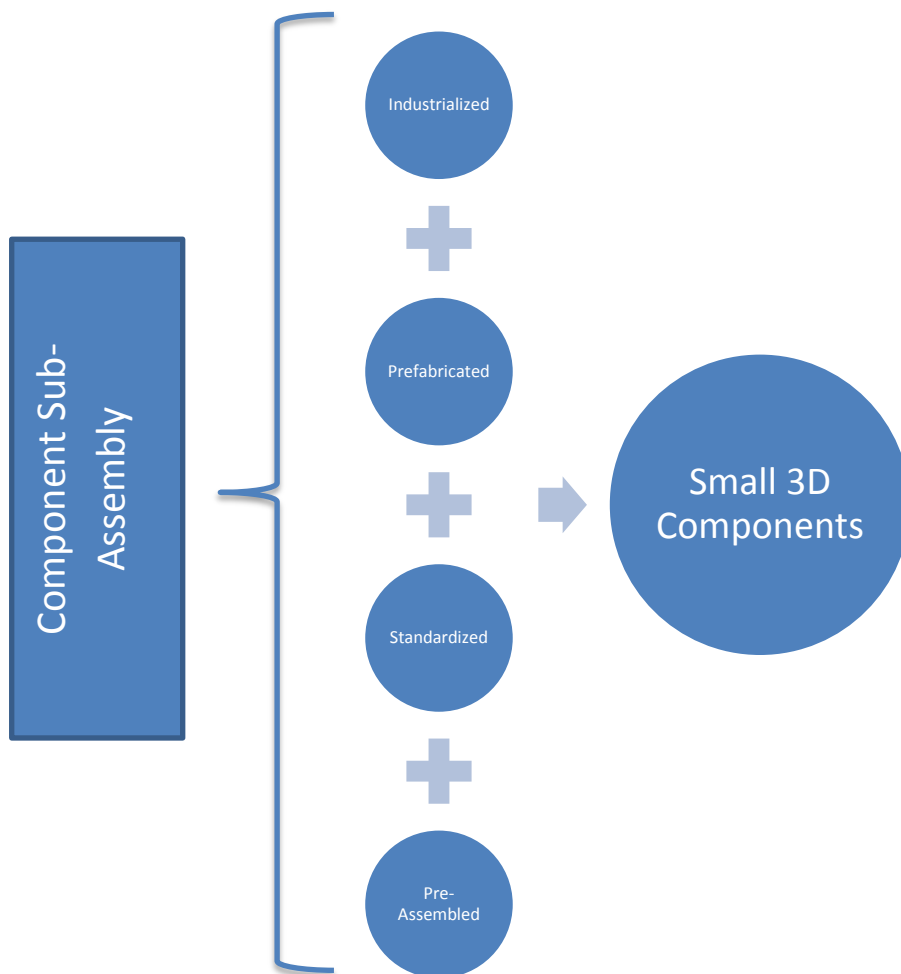 Component Sub-
Assembly
Industrialized
Prefabricated
Standardized
Pre-
Assembled
Small 3D
Components